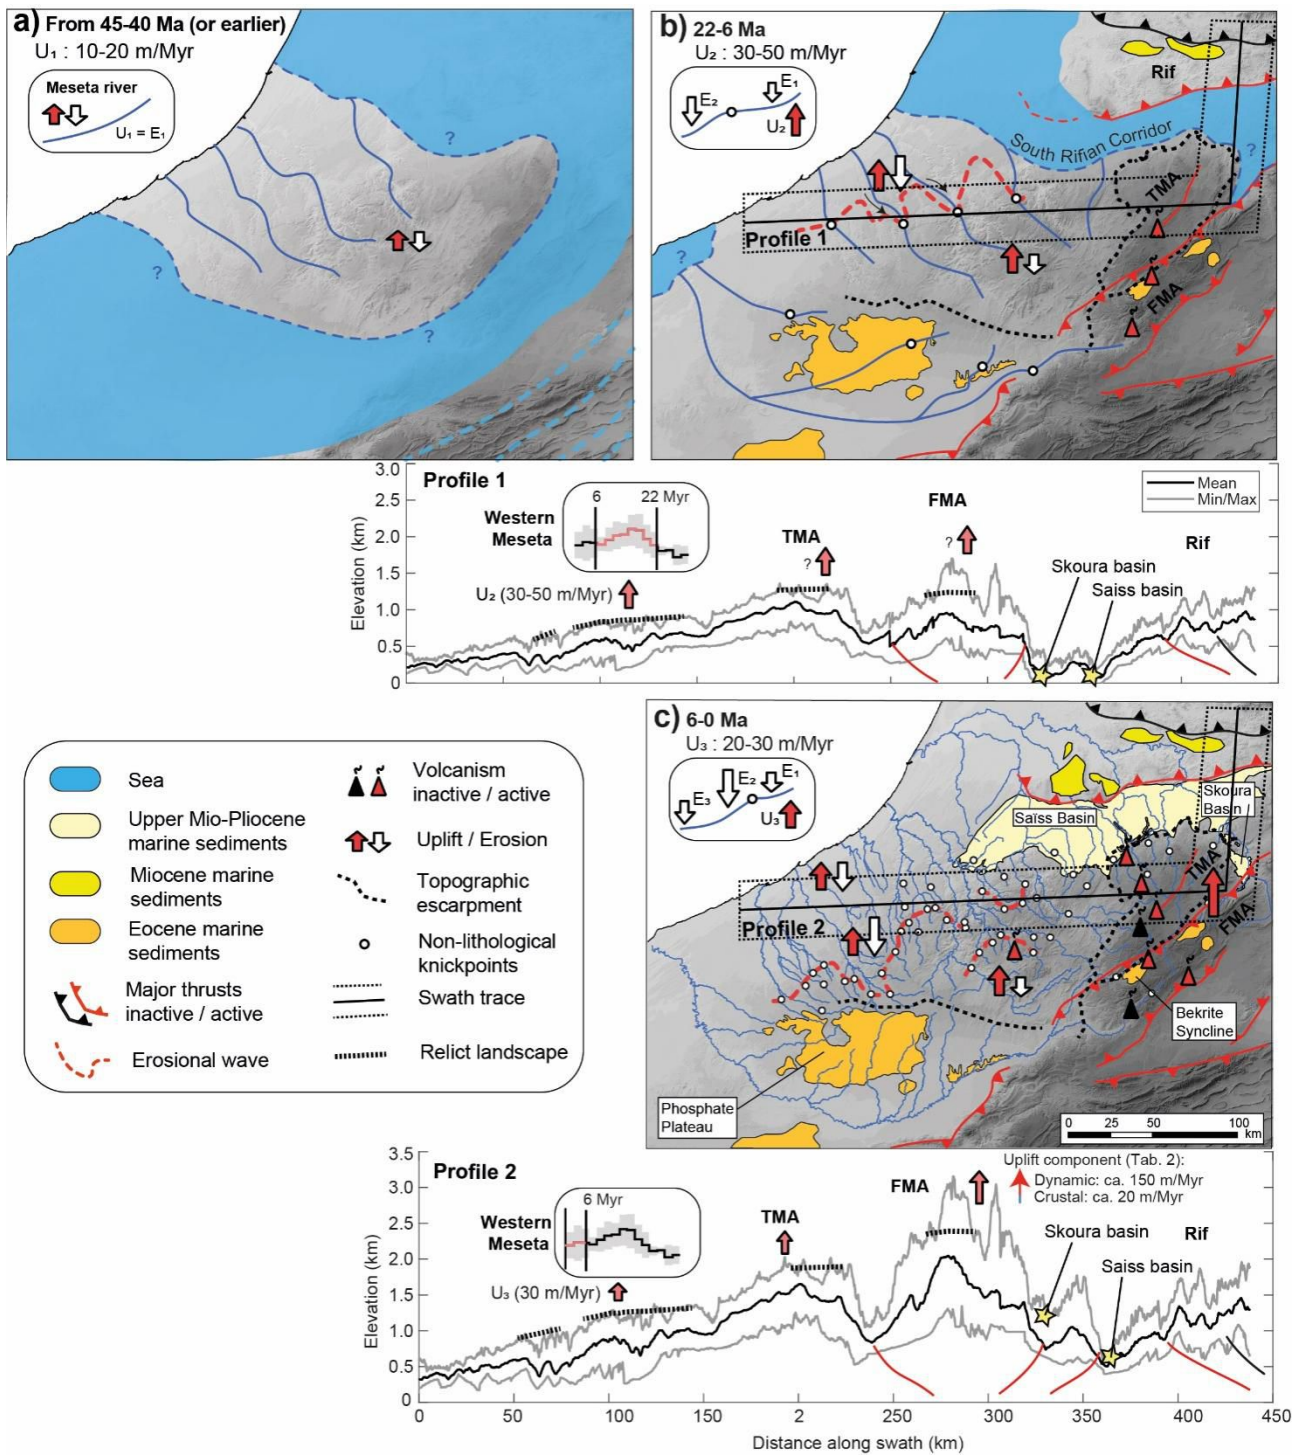 a) From 45-40 Ma (or earlier)
U₁ : 10-20 m/Myr
Meseta river
U₁ = E₁
?
?
?
b) 22-6 Ma
U₂ : 30-50 m/Myr
E₂
E₁
U₂
Rif
South Rifian Corridor
?
TMA
Profile 1
?
FMA
Profile 1
3.0
2.5
2.0
1.5
1.0
0.5
0
Elevation (km)
Western
Meseta
6
22 Myr
U₂ (30-50 m/Myr)
TMA
?
FMA
?
Mean
Min/Max
Rif
Skoura basin
Saiss basin
Sea
Upper Mio-Pliocene
marine sediments
Miocene marine
sediments
Eocene marine
sediments
Major thrusts
inactive / active
Erosional wave
Volcanism
inactive / active
Uplift / Erosion
Topographic
escarpment
Non-lithological
knickpoints
Swath trace
Relict landscape
c) 6-0 Ma
U₃ : 20-30 m/Myr
E₃
E₂
E₁
U₃
Saïss Basin
Skoura
Basin
TMA
FMA
Profile 2
Bekrite
Syncline
Phosphate
Plateau
0 25 50 100
km
Profile 2
3.5
3.0
2.5
2.0
1.5
1.0
0.5
0
Elevation (km)
Western
Meseta
6 Myr
U₃ (30 m/Myr)
TMA
FMA
Uplift component (Tab. 2):
Dynamic: ca. 150 m/Myr
Crustal: ca. 20 m/Myr
Skoura basin
Rif
Saiss basin
0 50 100 150 2 250 300 350 400 450
Distance along swath (km)